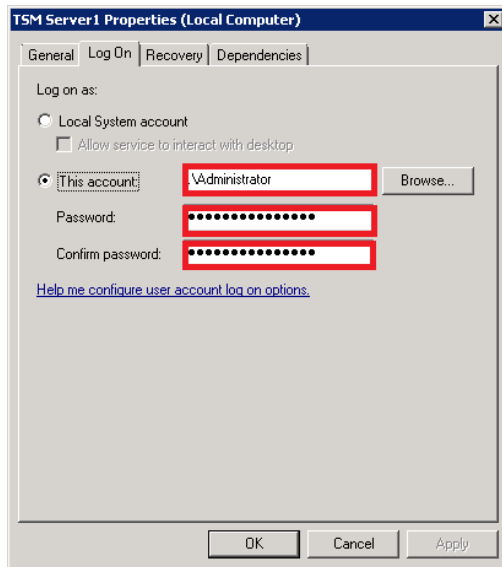 TSM Server1 Properties (Local Computer)
General Log On Recovery Dependencies
Log on as:
Local System account
Allow service to interact with desktop
This account: .\Administrator Browse...
Password: ●●●●●●●●●●●●●●●
Confirm password: ●●●●●●●●●●●●●●●
Help me configure user account log on options.
OK Cancel Apply